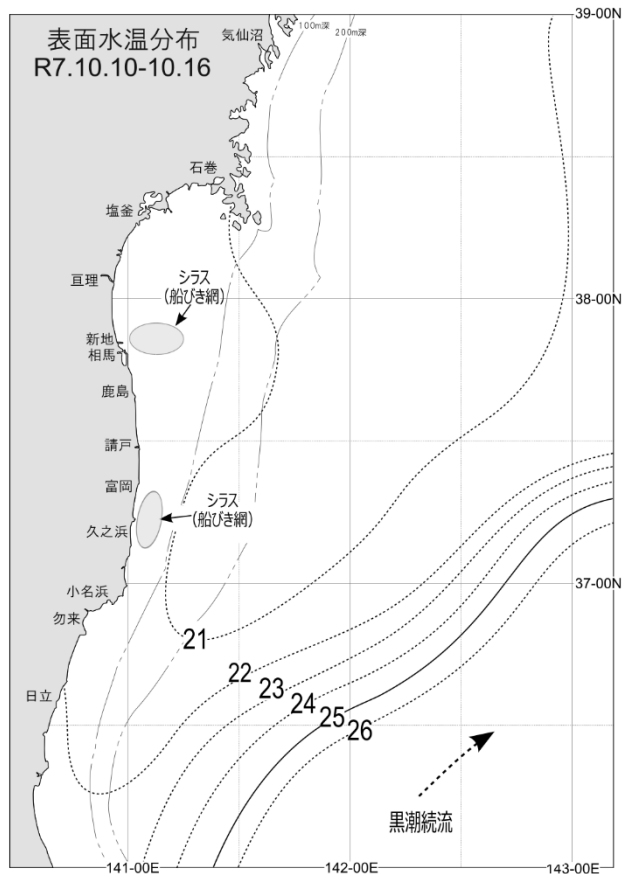 表面水温分布
R7.10.10-10.16
気仙沼
100m深
200m深
39-00N
石巻
塩釜
亘理
シラス
(船びき網)
38-00N
新地
相馬
鹿島
請戸
富岡
シラス
(船びき網)
久之浜
37-00N
小名浜
勿来
21
22
23
24
25
26
日立
黒潮続流
141-00E
142-00E
143-00E